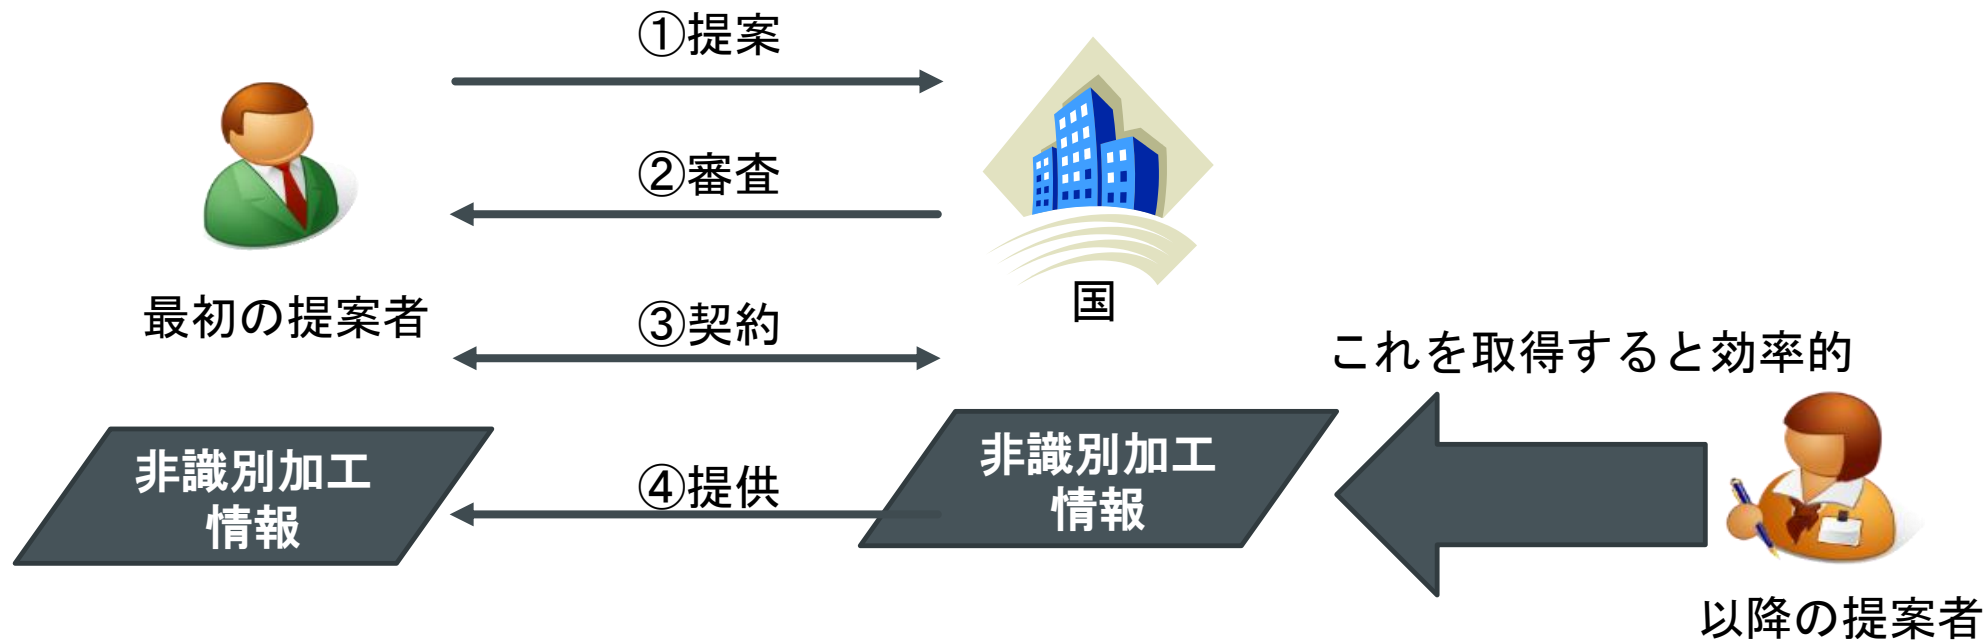 ①提案
②審査
最初の提案者
国
③契約
これを取得すると効率的
非識別加工
情報
④提供
非識別加工
情報
以降の提案者